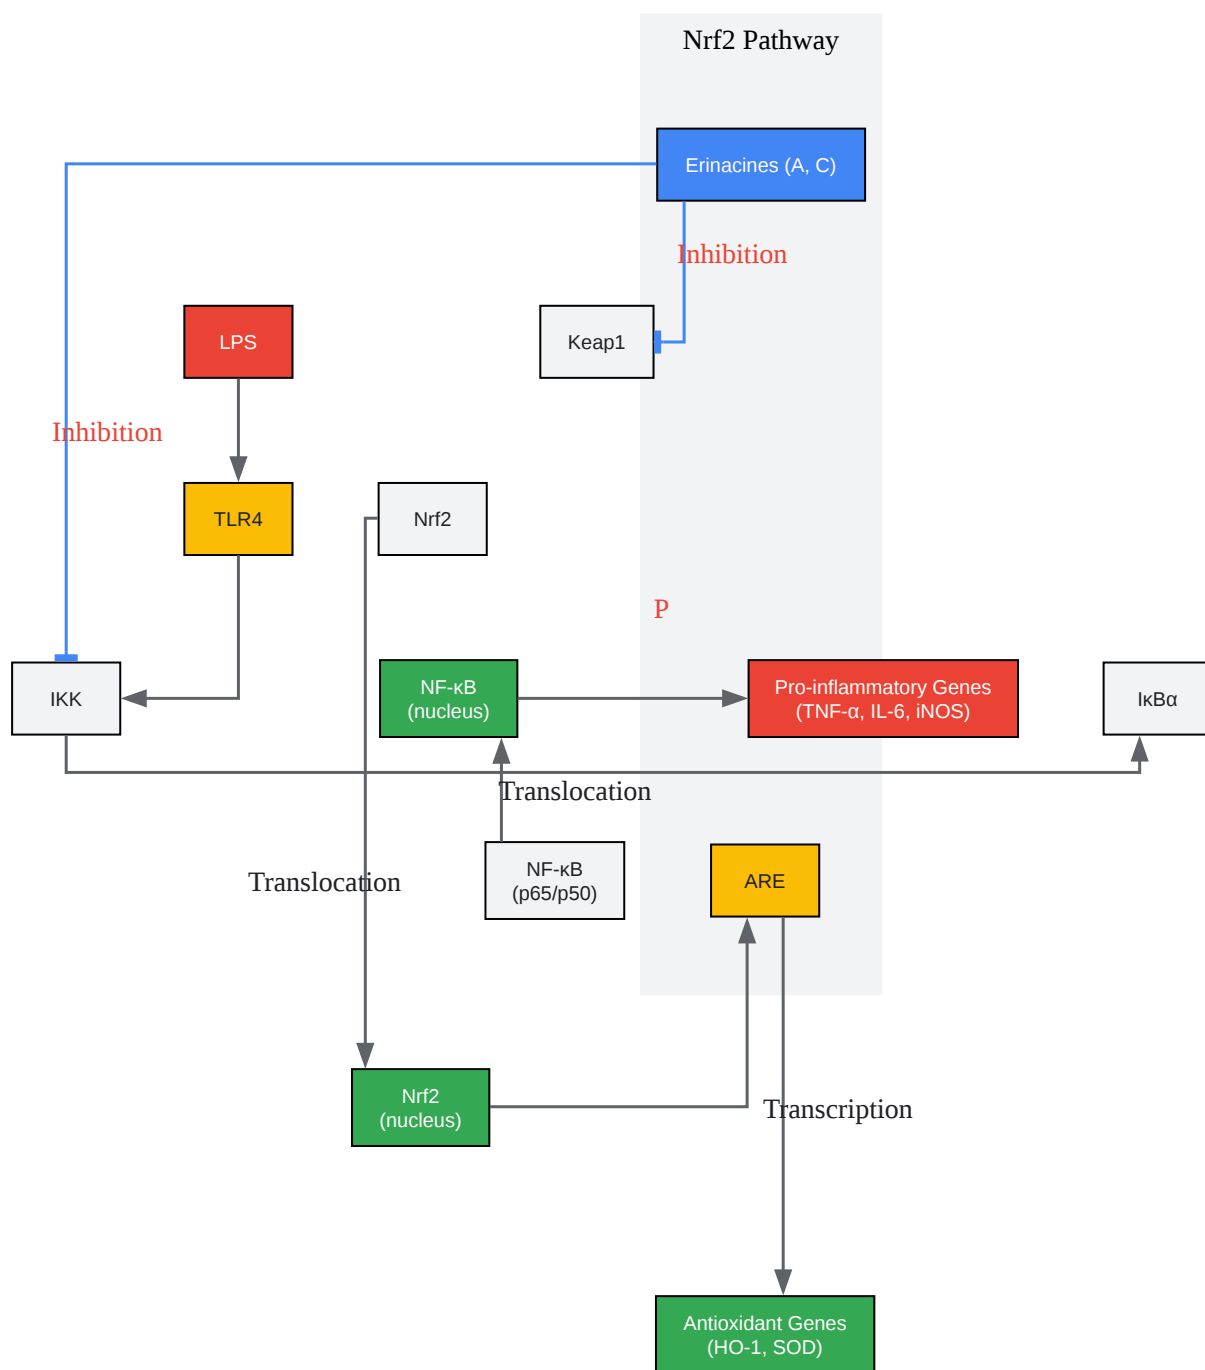 Nrf2 Pathway
Erinacines (A, C)
Inhibition
LPS
Keap1
Inhibition
TLR4
Nrf2
P
IKK
NF-κB
(nucleus)
Pro-inflammatory Genes
(TNF-α, IL-6, iNOS)
IκBα
Translocation
NF-κB
(p65/p50)
ARE
Translocation
Nrf2
(nucleus)
Transcription
Antioxidant Genes
(HO-1, SOD)